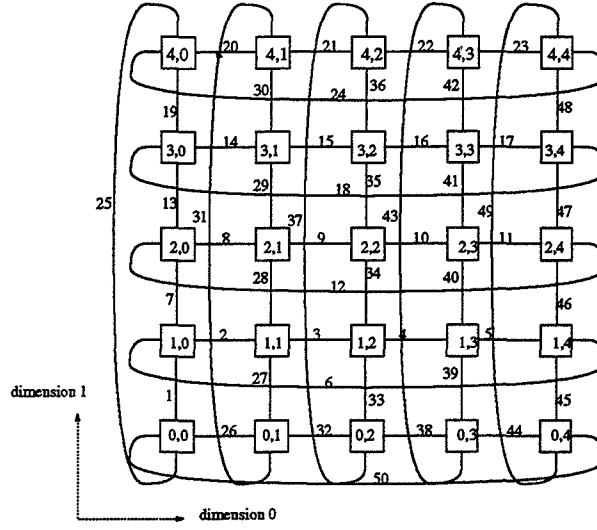 20 21 22 23
4,0 4,1 4,2 4,3 4,4
30 24 36 42
19 48
14 15 16 17
3,0 3,1 3,2 3,3 3,4
29 18 35 41
25 13 31 37 43 49 47
8 9 10 11
2,0 2,1 2,2 2,3 2,4
28 12 34 40
7 46
2 3 4 5
1,0 1,1 1,2 1,3 1,4
27 6 39
dimension 1 1 33 45
0,0 26 0,1 32 0,2 38 0,3 44 0,4
50
dimension 0